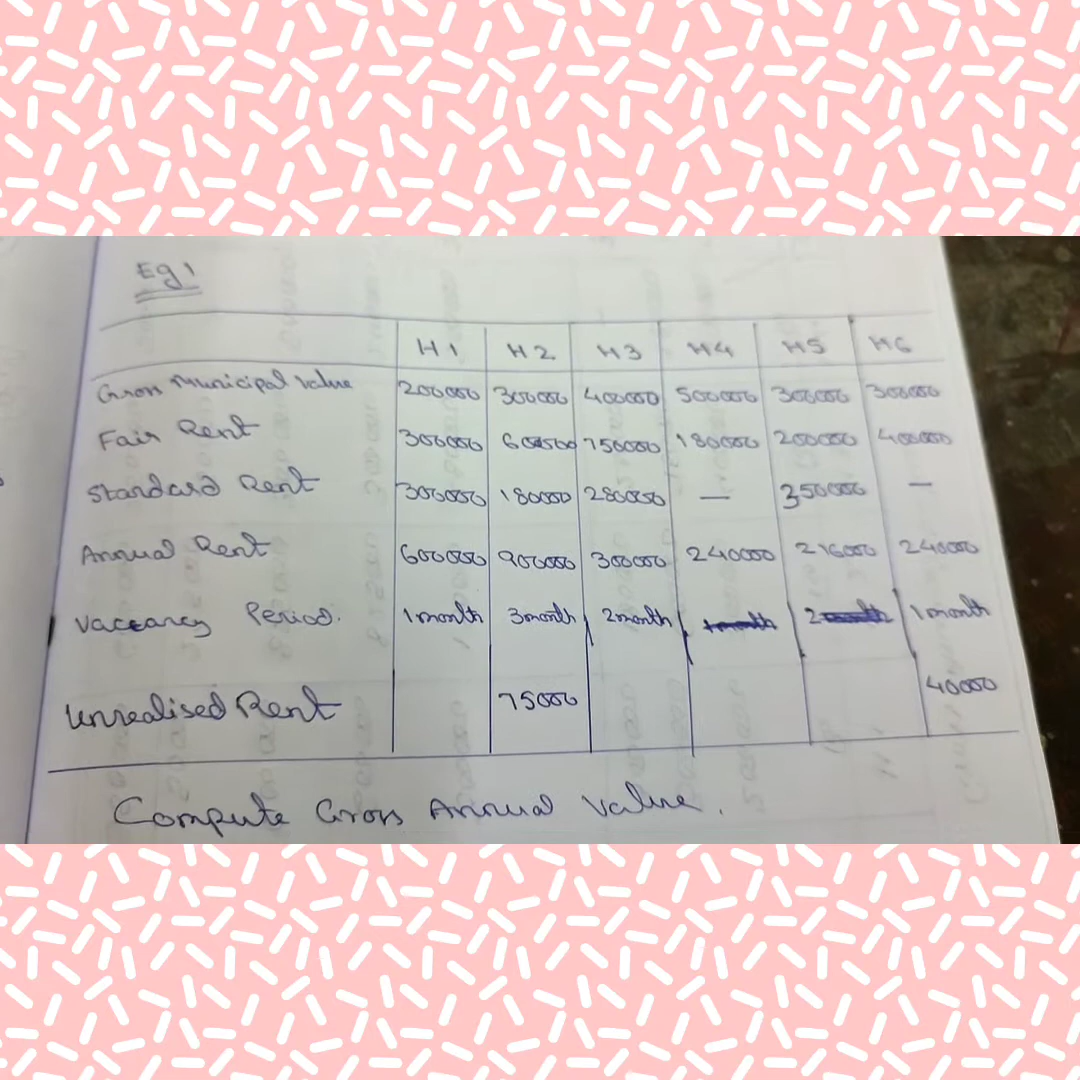 Eg 1
H1 H2 H3 H4 H5 H6
Gross Municipal Value 200000 300000 400000 500000 300000 300000
Fair Rent 300000 600000 750000 180000 200000 400000
Standard Rent 300000 180000 280000 — 350000 —
Annual Rent 600000 900000 300000 240000 216000 240000
Vacancy Period. 1 month 3 month 2 month 2 1 month
Unrealised Rent 75000 40000
Compute Gross Annual Value.